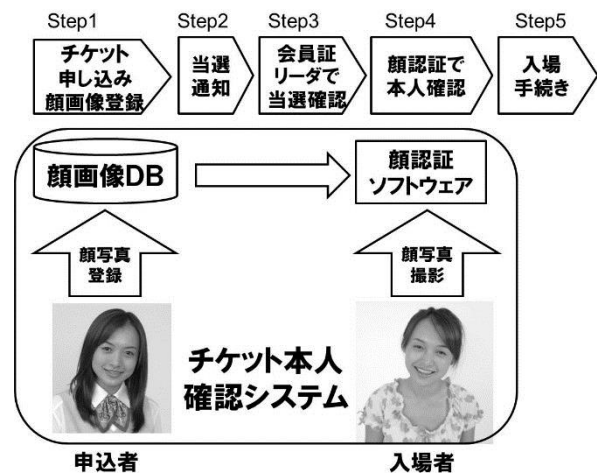 Step1
Step2
Step3
Step4
Step5
チケット
申し込み
顔画像登録
当選
通知
会員証
リーダで
当選確認
顔認証で
本人確認
入場
手続き
顔画像DB
顔認証
ソフトウェア
顔写真
登録
顔写真
撮影
チケット本人
確認システム
申込者
入場者